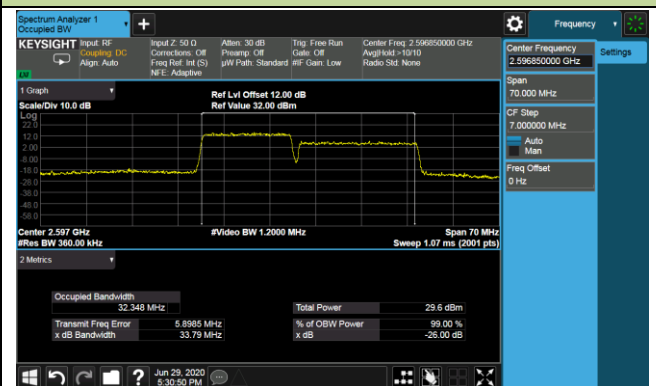 Spectrum Analyzer 1
Occupied BW
+
Frequency
KEYSIGHT
Input: RF
Coupling: DC
Align: Auto
Input Z: 50 Ω
Corrections: Off
Freq Ref: Int (S)
NFE: Adaptive
Atten: 30 dB
Preamp: Off
µW Path: Standard
Trig: Free Run
Gate: Off
#IF Gain: Low
Center Freq: 2.596850000 GHz
Avg|Hold:>10/10
Radio Std: None
1 Graph
Scale/Div 10.0 dB
Ref Lvl Offset 12.00 dB
Ref Value 32.00 dBm
Log
22.0
12.0
2.00
-8.00
-18.0
-28.0
-38.0
-48.0
-58.0
Center 2.597 GHz
#Video BW 1.2000 MHz
Span 70 MHz
#Res BW 360.00 kHz
Sweep 1.07 ms (2001 pts)
2 Metrics
Occupied Bandwidth
32.348 MHz
Total Power 29.6 dBm
Transmit Freq Error 5.8985 MHz
% of OBW Power 99.00 %
x dB Bandwidth 33.79 MHz
x dB -26.00 dB
Center Frequency
2.596850000 GHz
Settings
Span
70.000 MHz
CF Step
7.000000 MHz
Auto
Man
Freq Offset
0 Hz
?
Jun 29, 2020
5:30:50 PM